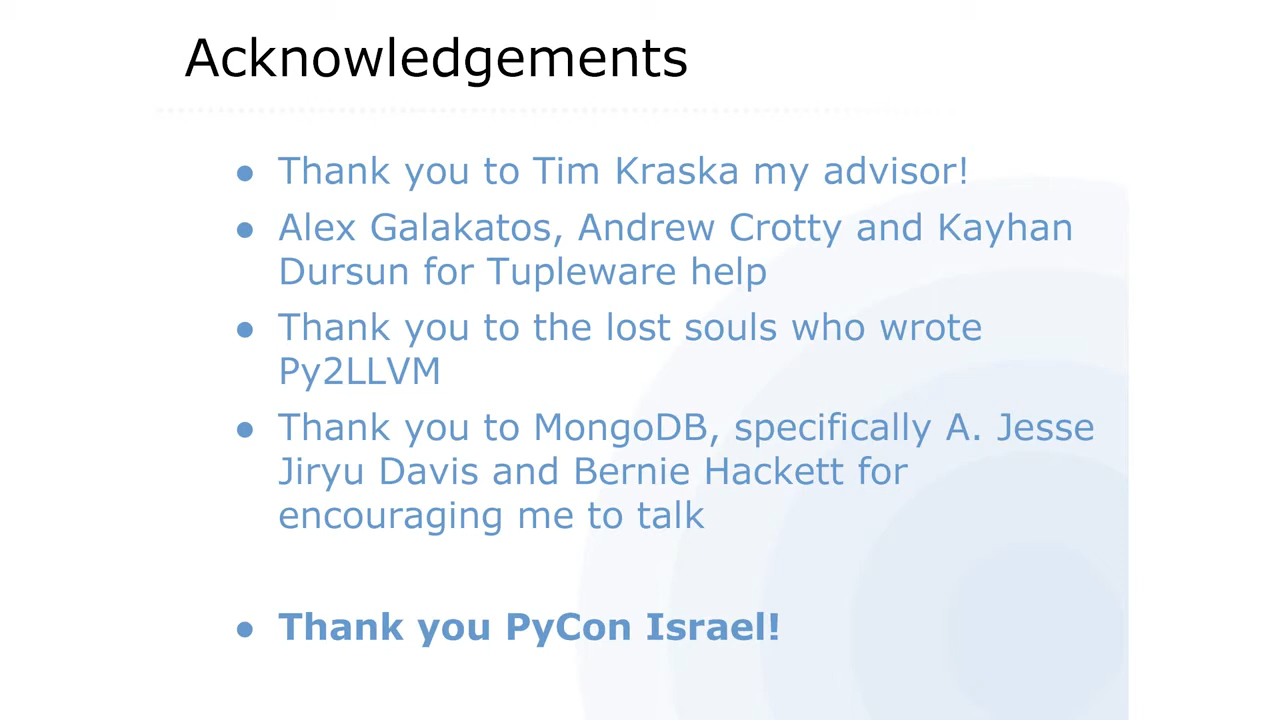 Acknowledgements
● Thank you to Tim Kraska my advisor!
● Alex Galakatos, Andrew Crotty and Kayhan
Dursun for Tupleware help
● Thank you to the lost souls who wrote
Py2LLVM
● Thank you to MongoDB, specifically A. Jesse
Jiryu Davis and Bernie Hackett for
encouraging me to talk
● Thank you PyCon Israel!